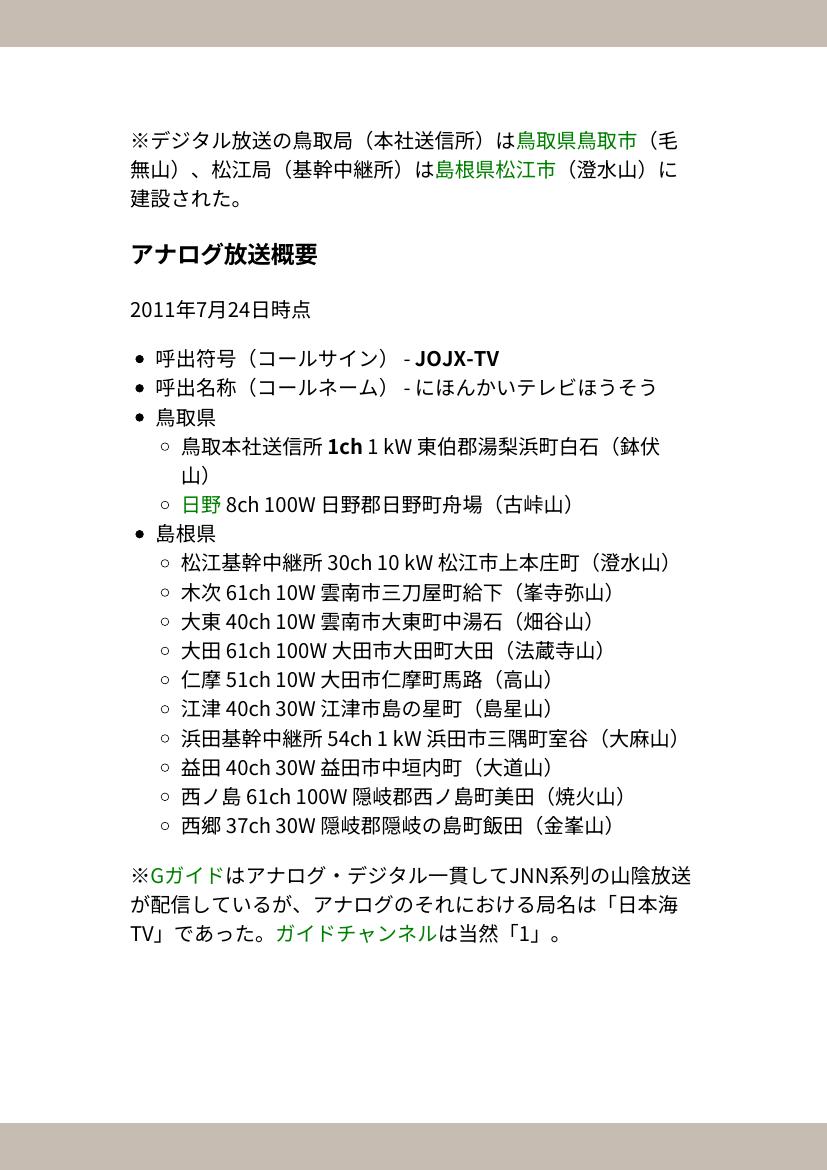 ※デジタル放送の鳥取局（本社送信所）は鳥取県鳥取市（毛
無山）、松江局（基幹中継所）は島根県松江市（澄水山）に
建設された。
アナログ放送概要
2011年7月24日時点
呼出符号（コールサイン） - JOJX-TV
呼出名称（コールネーム） - にほんかいテレビほうそう
鳥取県
鳥取本社送信所 1ch 1 kW 東伯郡湯梨浜町白石（鉢伏
山）
日野 8ch 100W 日野郡日野町舟場（古峠山）
島根県
松江基幹中継所 30ch 10 kW 松江市上本庄町（澄水山）
木次 61ch 10W 雲南市三刀屋町給下（峯寺弥山）
大東 40ch 10W 雲南市大東町中湯石（畑谷山）
大田 61ch 100W 大田市大田町大田（法蔵寺山）
仁摩 51ch 10W 大田市仁摩町馬路（高山）
江津 40ch 30W 江津市島の星町（島星山）
浜田基幹中継所 54ch 1 kW 浜田市三隅町室谷（大麻山）
益田 40ch 30W 益田市中垣内町（大道山）
西ノ島 61ch 100W 隠岐郡西ノ島町美田（焼火山）
西郷 37ch 30W 隠岐郡隠岐の島町飯田（金峯山）
※Gガイドはアナログ・デジタル一貫してJNN系列の山陰放送
が配信しているが、アナログのそれにおける局名は「日本海
TV」であった。ガイドチャンネルは当然「1」。